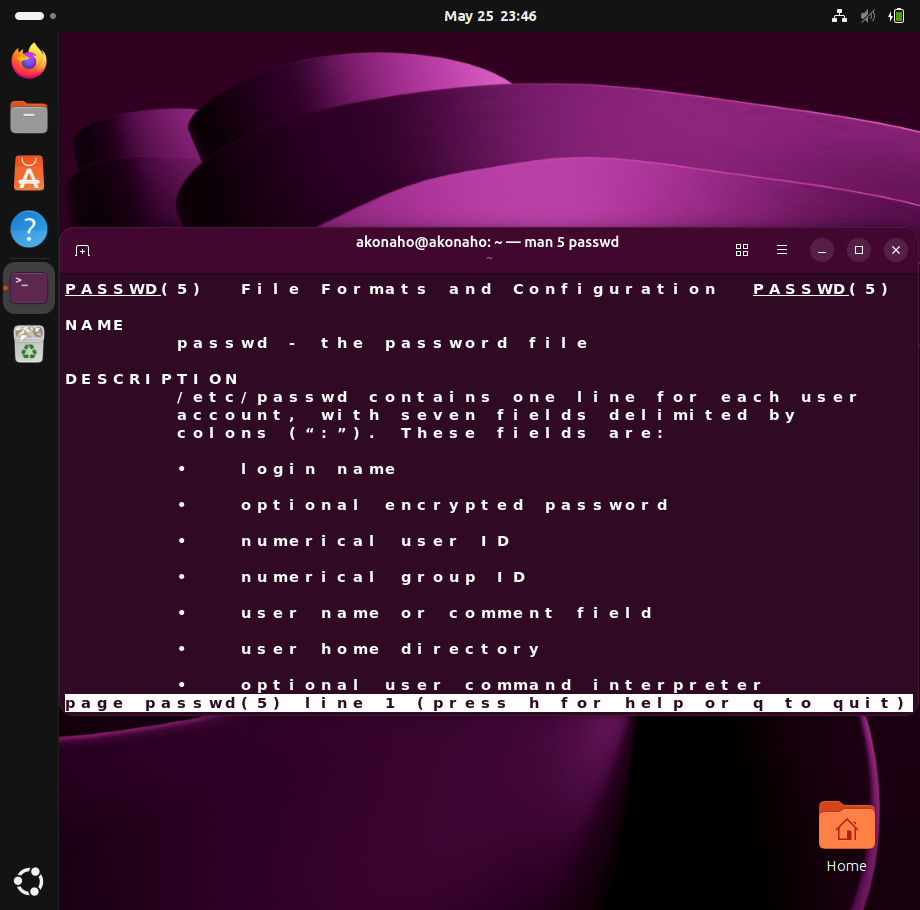 May 25 23:46
akonaho@akonaho: ~ — man 5 passwd
~
PASSWD(5) File Formats and Configuration PASSWD(5)
NAME
passwd - the password file
DESCRIPTION
/etc/passwd contains one line for each user
account, with seven fields delimited by
colons (“:”). These fields are:
• login name
• optional encrypted password
• numerical user ID
• numerical group ID
• user name or comment field
• user home directory
• optional user command interpreter
page passwd(5) line 1 (press h for help or q to quit)
Home